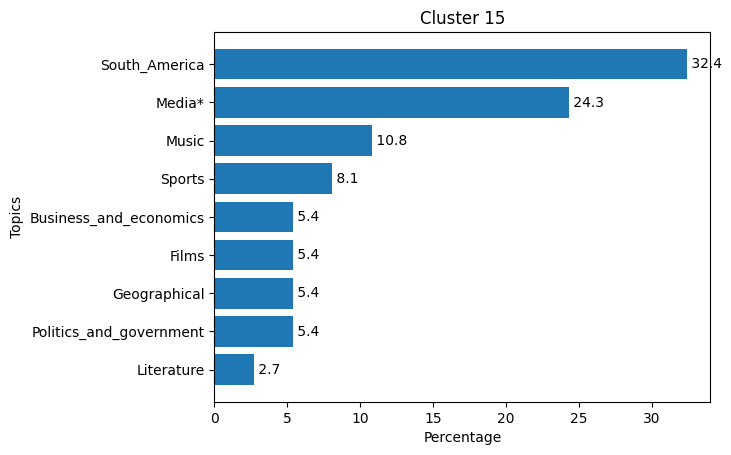 Cluster 15
Topics
South_America 32.4
Media* 24.3
Music 10.8
Sports 8.1
Business_and_economics 5.4
Films 5.4
Geographical 5.4
Politics_and_government 5.4
Literature 2.7
0 5 10 15 20 25 30
Percentage